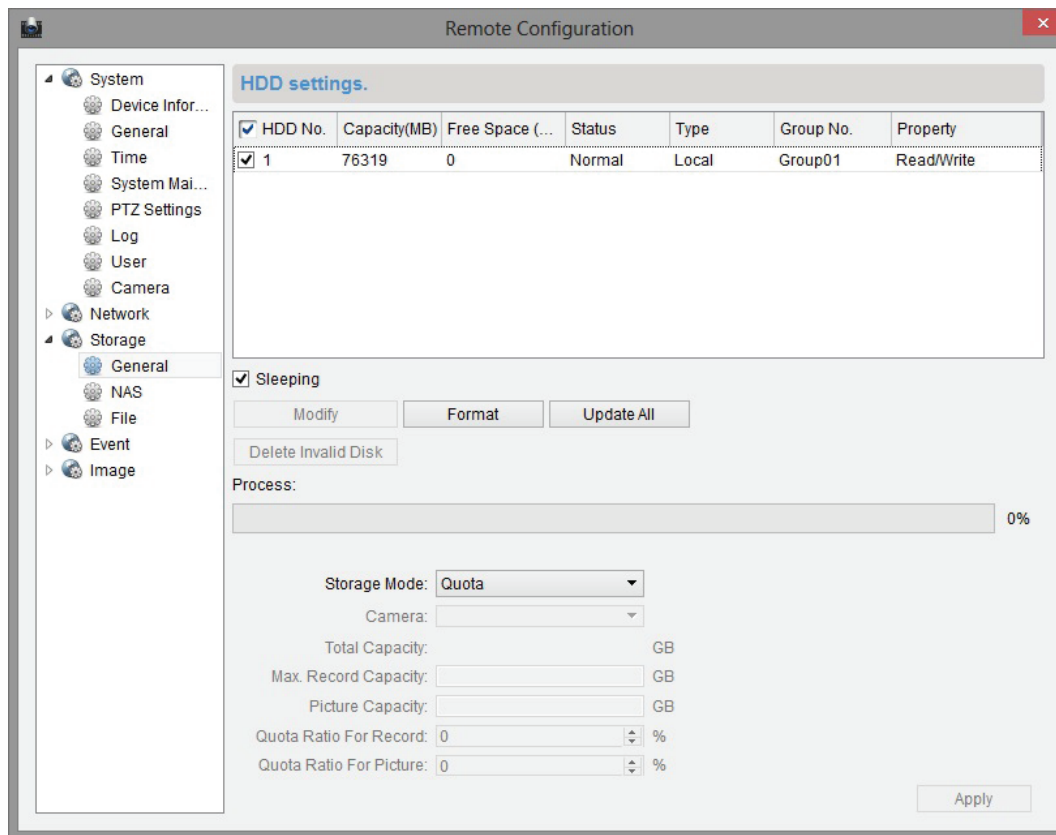 Remote Configuration
System
Device Infor...
General
Time
System Mai...
PTZ Settings
Log
User
Camera
Network
Storage
General
NAS
File
Event
Image
HDD settings.
HDD No. Capacity(MB) Free Space (... Status Type Group No. Property
1 76319 0 Normal Local Group01 Read/Write
Sleeping
Modify Format Update All
Delete Invalid Disk
Process:
0%
Storage Mode: Quota
Camera:
Total Capacity: GB
Max. Record Capacity: GB
Picture Capacity: GB
Quota Ratio For Record: 0 %
Quota Ratio For Picture: 0 %
Apply